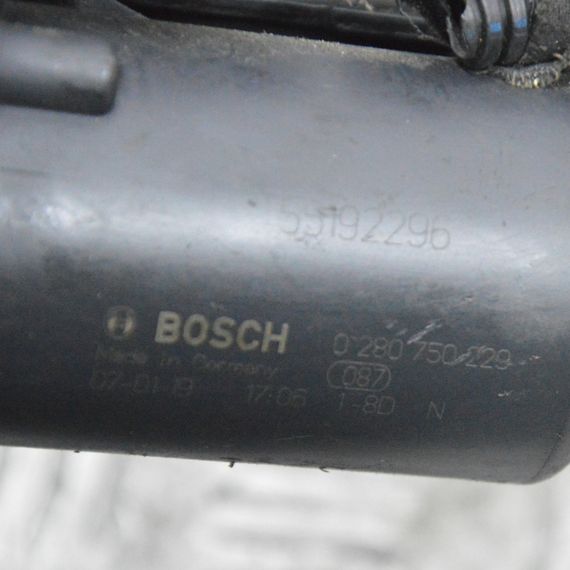 55192296
BOSCH 0 280 750 229
Made in Germany 087
07-01-19 17:06 1-8D N